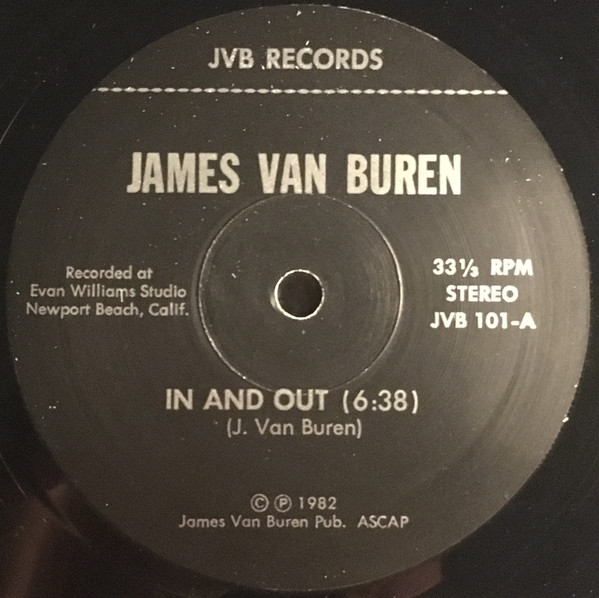 JVB RECORDS
JAMES VAN BUREN
Recorded at
Evan Williams Studio
Newport Beach, Calif.
33⅓ RPM
STEREO
JVB 101-A
IN AND OUT (6:38)
(J. Van Buren)
© ℗ 1982
James Van Buren Pub. ASCAP